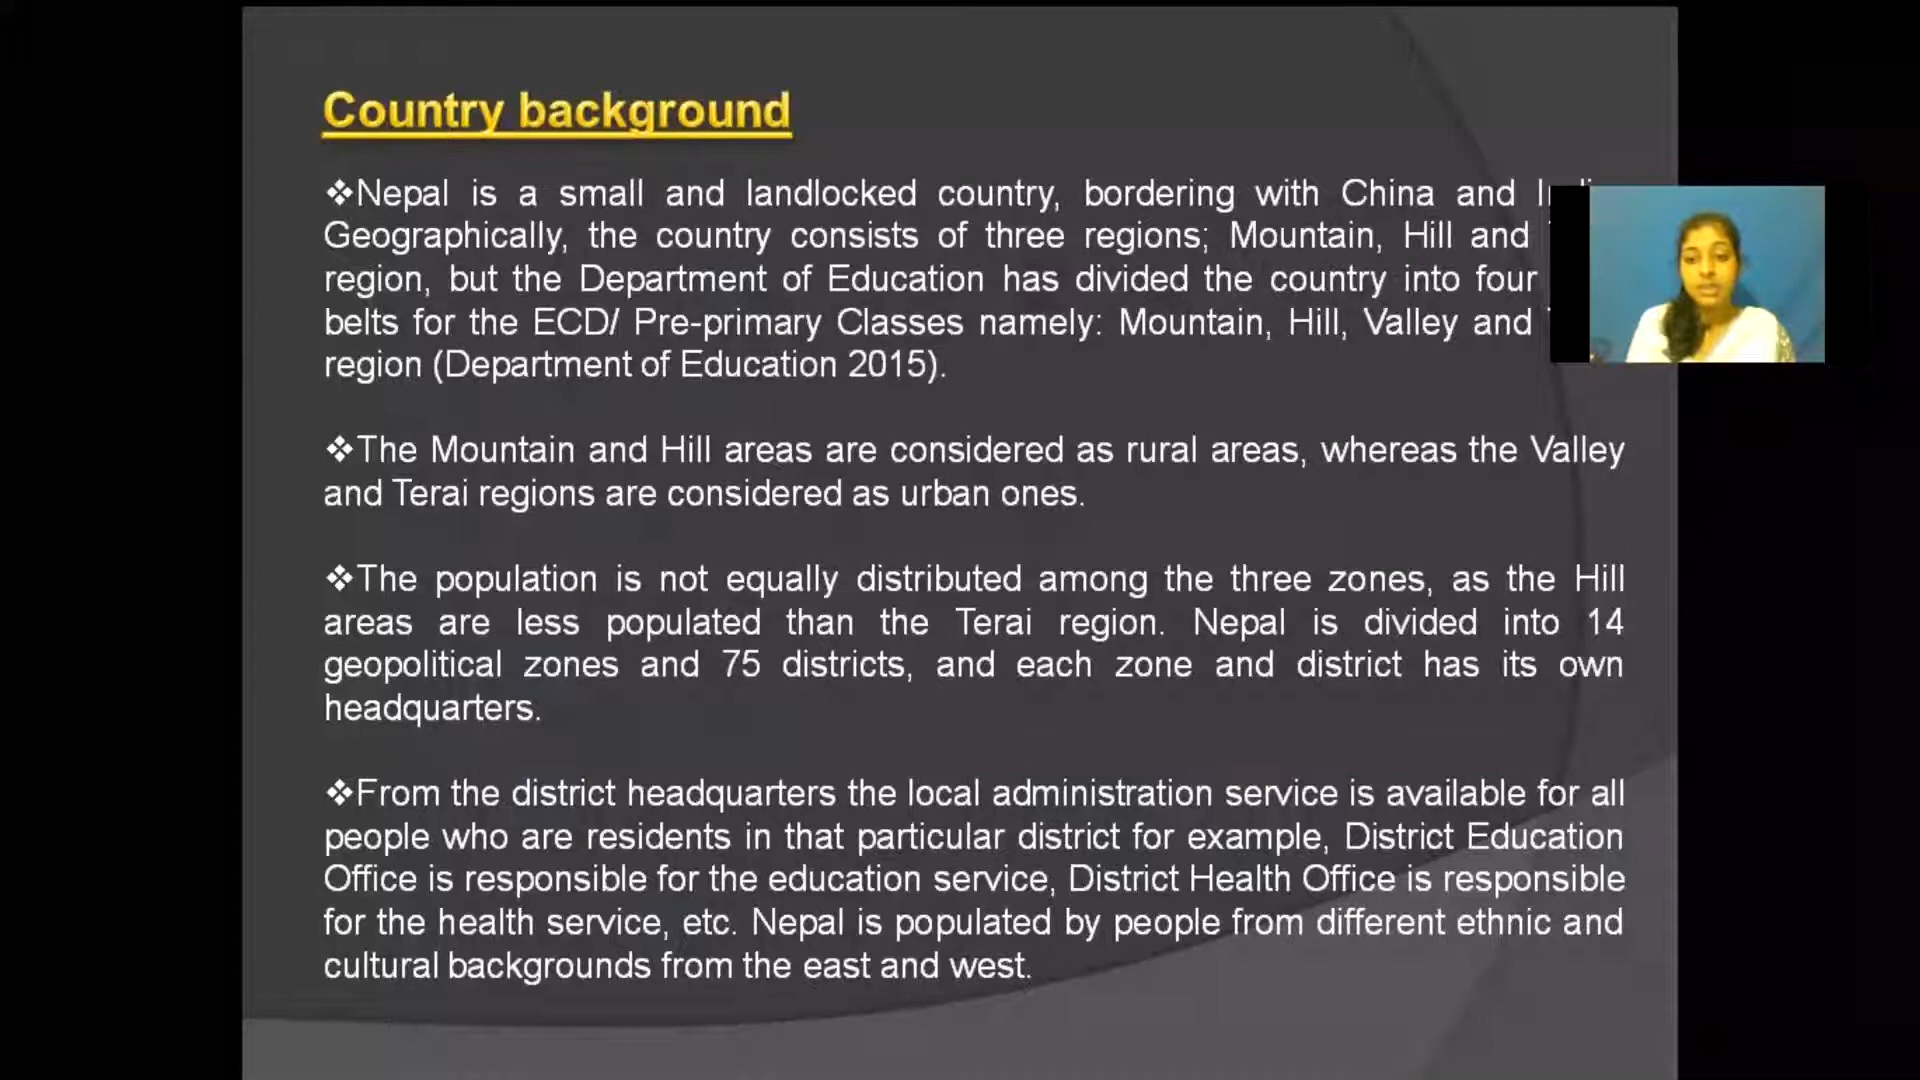 Country background
❖Nepal is a small and landlocked country, bordering with China and
Geographically, the country consists of three regions; Mountain, Hill and
region, but the Department of Education has divided the country into four
belts for the ECD/ Pre-primary Classes namely: Mountain, Hill, Valley and
region (Department of Education 2015).
❖The Mountain and Hill areas are considered as rural areas, whereas the Valley
and Terai regions are considered as urban ones.
❖The population is not equally distributed among the three zones, as the Hill
areas are less populated than the Terai region. Nepal is divided into 14
geopolitical zones and 75 districts, and each zone and district has its own
headquarters.
❖From the district headquarters the local administration service is available for all
people who are residents in that particular district for example, District Education
Office is responsible for the education service, District Health Office is responsible
for the health service, etc. Nepal is populated by people from different ethnic and
cultural backgrounds from the east and west.